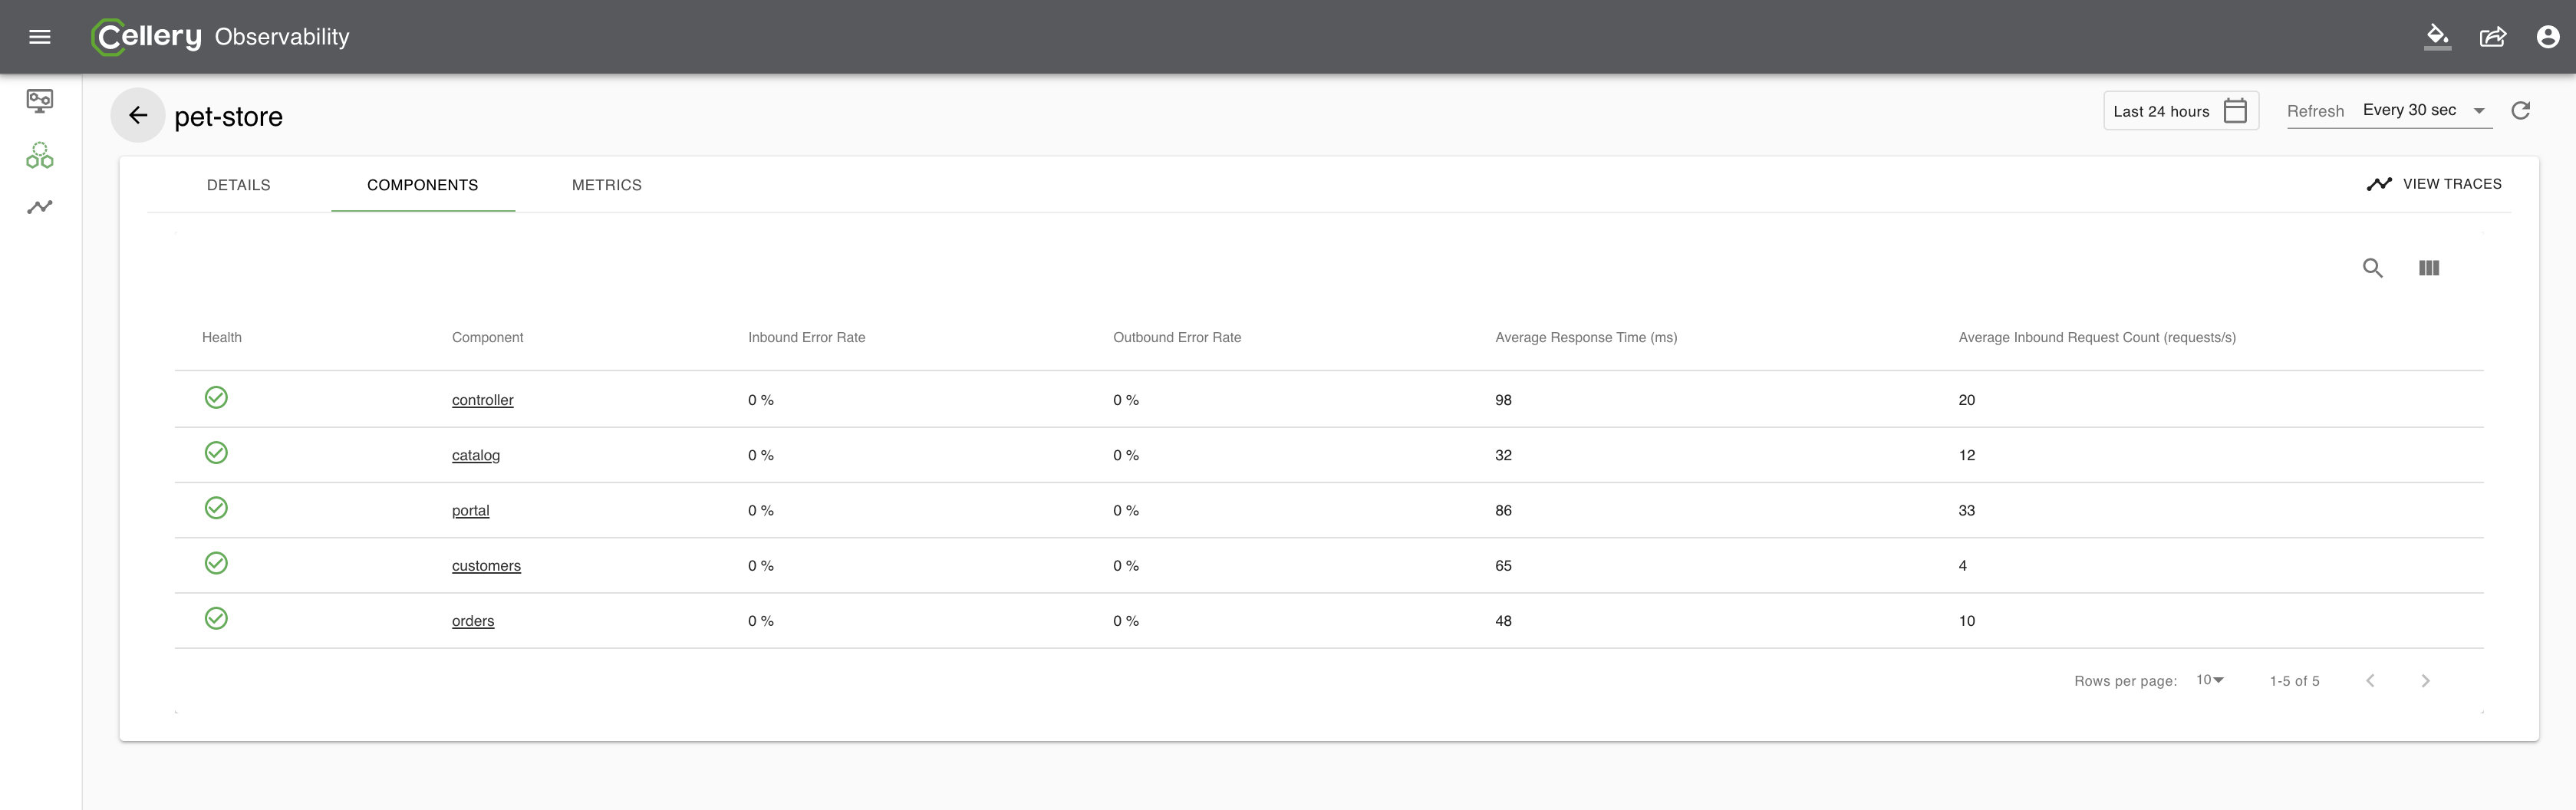 Cellery Observability
pet-store
Last 24 hours
Refresh Every 30 sec
DETAILS COMPONENTS METRICS
VIEW TRACES
Health Component Inbound Error Rate Outbound Error Rate Average Response Time (ms) Average Inbound Request Count (requests/s)
controller 0 % 0 % 98 20
catalog 0 % 0 % 32 12
portal 0 % 0 % 86 33
customers 0 % 0 % 65 4
orders 0 % 0 % 48 10
Rows per page: 10 1-5 of 5